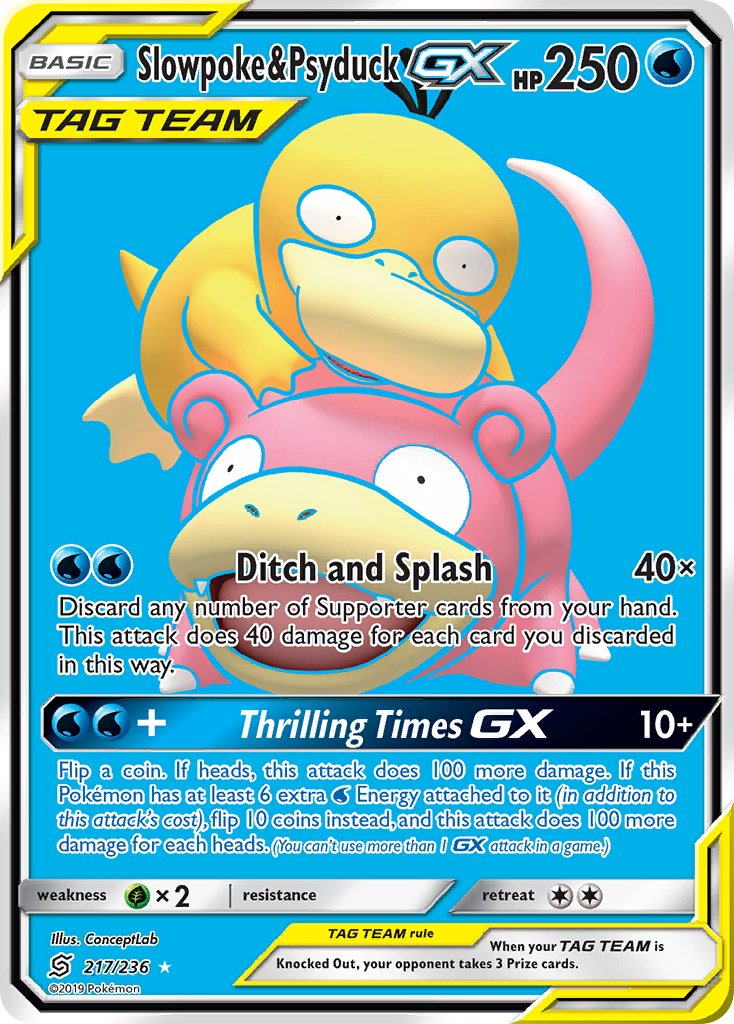 BASIC Slowpoke&Psyduck GX HP250
TAG TEAM
Ditch and Splash 40×
Discard any number of Supporter cards from your hand.
This attack does 40 damage for each card you discarded
in this way.
+ Thrilling Times GX 10+
Flip a coin. If heads, this attack does 100 more damage. If this
Pokémon has at least 6 extra Energy attached to it (in addition to
this attack's cost), flip 10 coins instead, and this attack does 100 more
damage for each heads. (You can't use more than 1 GX attack in a game.)
weakness ×2 resistance retreat
Illus. ConceptLab
217/236
©2019 Pokémon
TAG TEAM rule
When your TAG TEAM is
Knocked Out, your opponent takes 3 Prize cards.